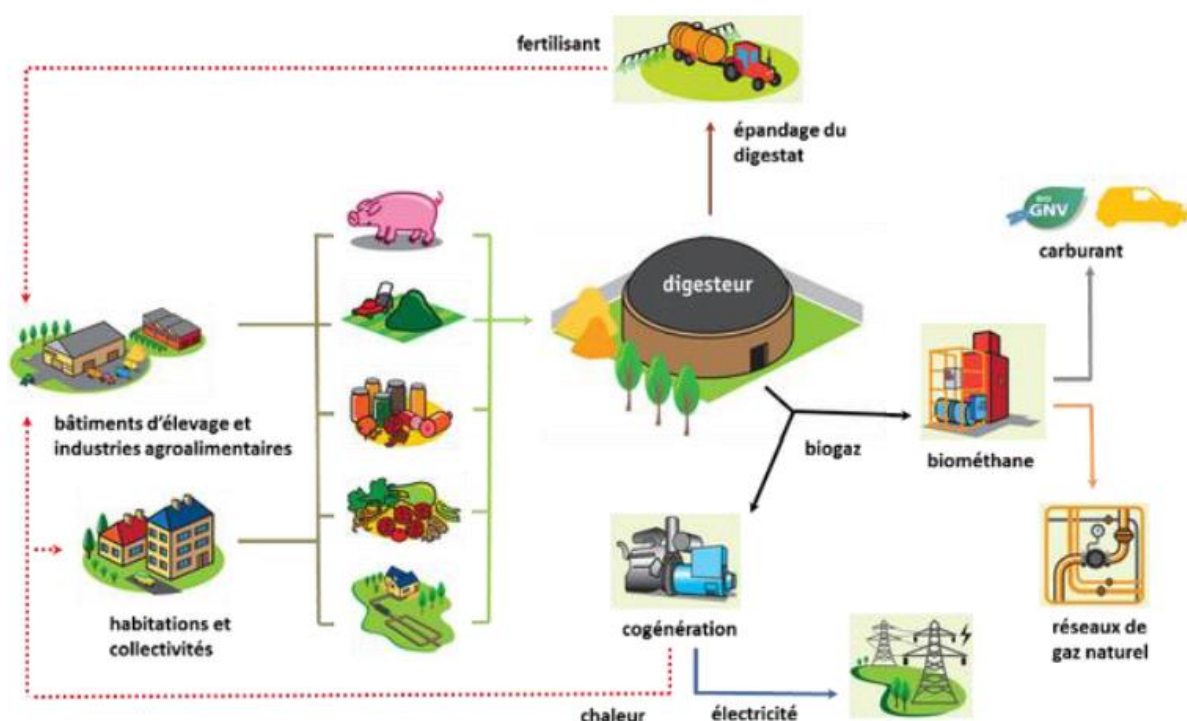 fertilisant
épandage du
digestat
BIO
GNV
carburant
digesteur
bâtiments d'élevage et
industries agroalimentaires
biogaz
biométhane
habitations et
collectivités
cogénération
réseaux de
gaz naturel
chaleur
électricité